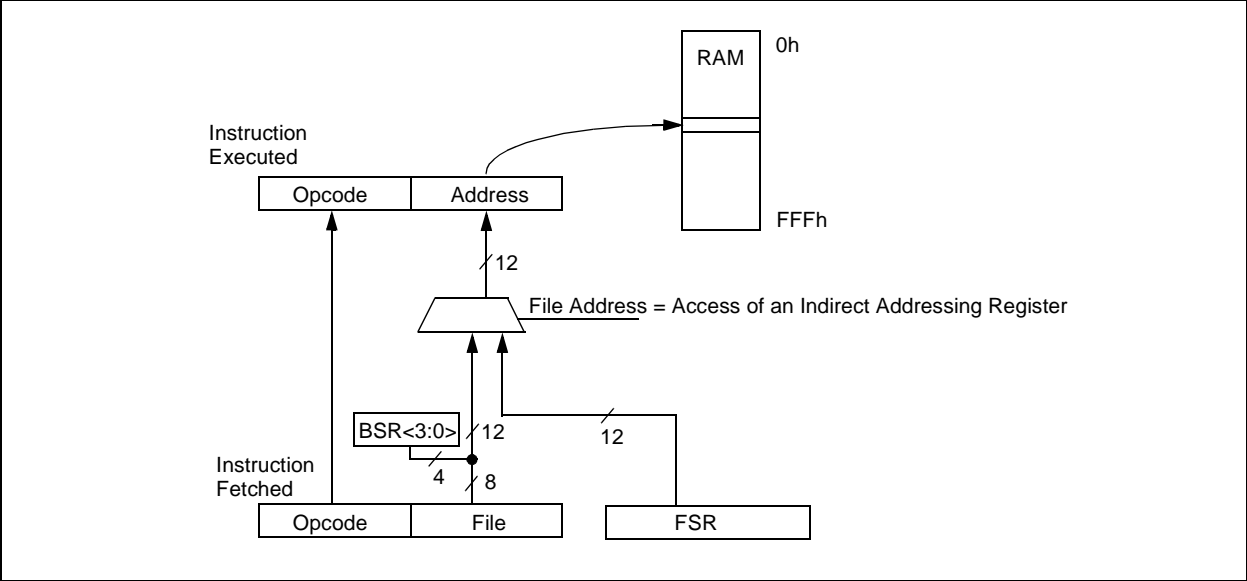 RAM
0h
Instruction
Executed
Opcode
Address
FFFh
12
File Address = Access of an Indirect Addressing Register
BSR<3:0>
12
12
4
Instruction
Fetched
8
Opcode
File
FSR